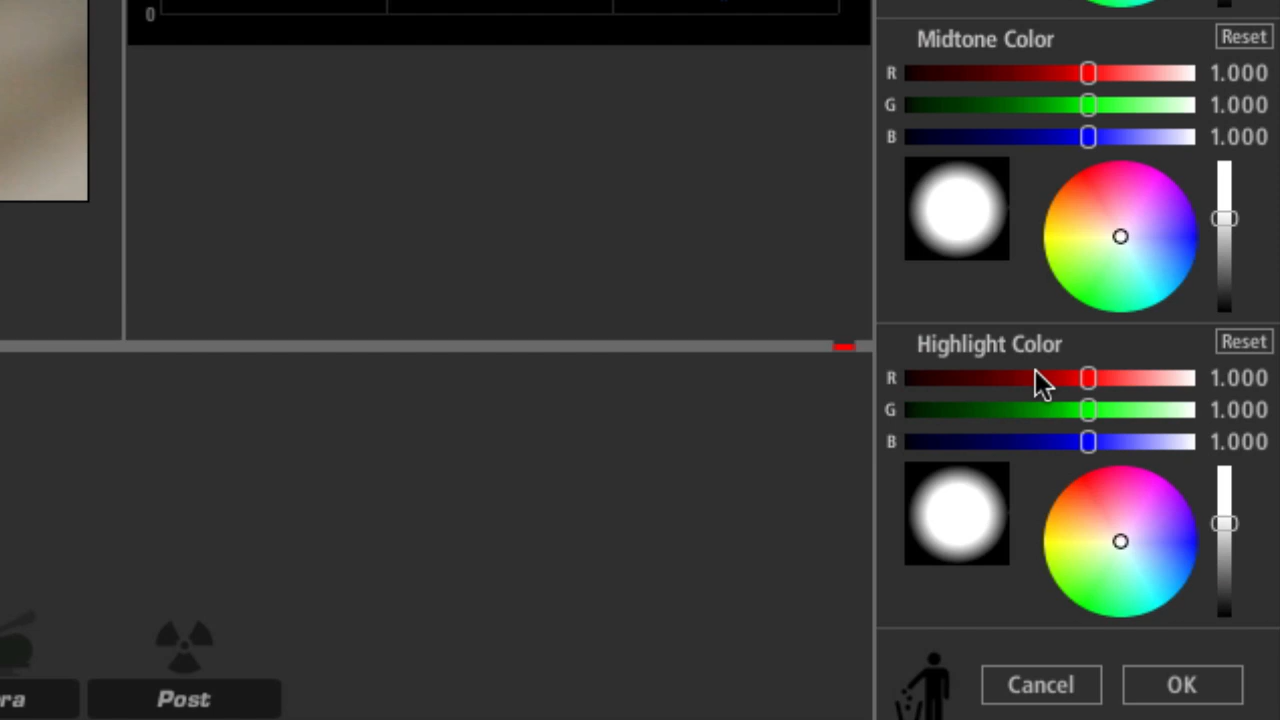 0
Midtone Color
Reset
R 1.000
G 1.000
B 1.000
Highlight Color
Reset
R 1.000
G 1.000
B 1.000
ra
Post
Cancel
OK